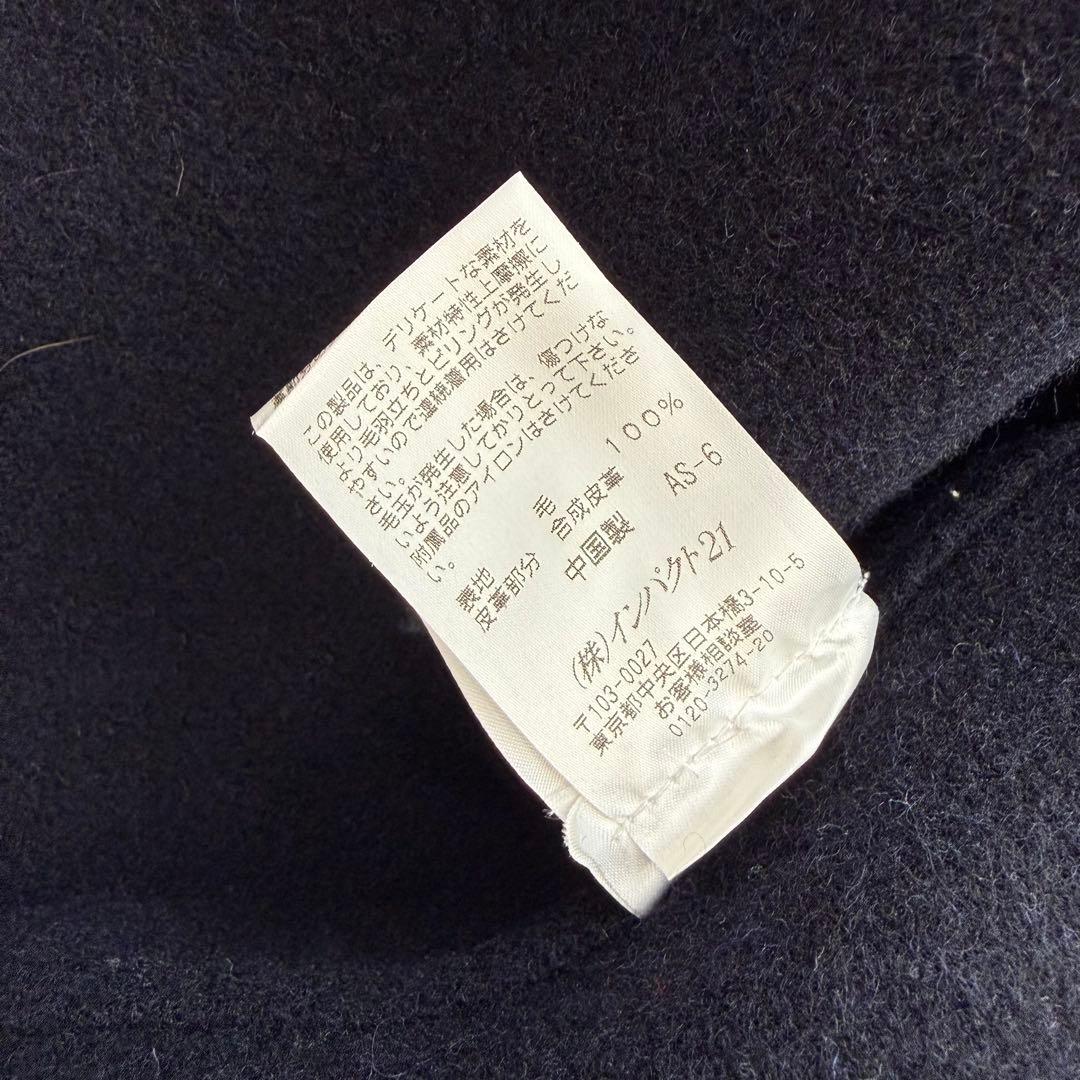 この製品は、デリケートな素材を
使用しており、素材特性上摩擦に
より毛羽立ちとピリングが発生し
やすいので連続着用はさけてくだ
さい。
毛玉が発生した場合は、傷つけな
いよう注意してかりとって下さい。
附属品のアイロンはさけてくださ
い。
表地 毛 100%
皮革部分 合成皮革
中国製 AS-6
(株)インパクト21
〒103-0027
東京都中央区日本橋3-10-5
お客様相談華
0120-3274-20